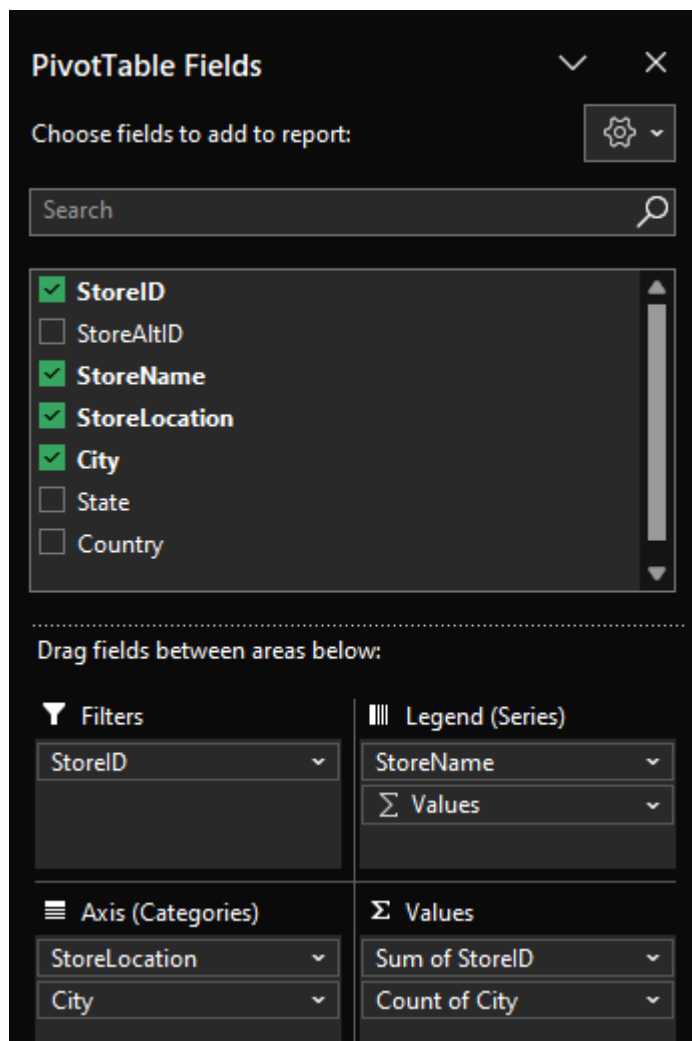 PivotTable Fields
Choose fields to add to report:
Search
StoreID
StoreAltID
StoreName
StoreLocation
City
State
Country
Drag fields between areas below:
Filters
StoreID
Legend (Series)
StoreName
Σ Values
Axis (Categories)
StoreLocation
City
Σ Values
Sum of StoreID
Count of City